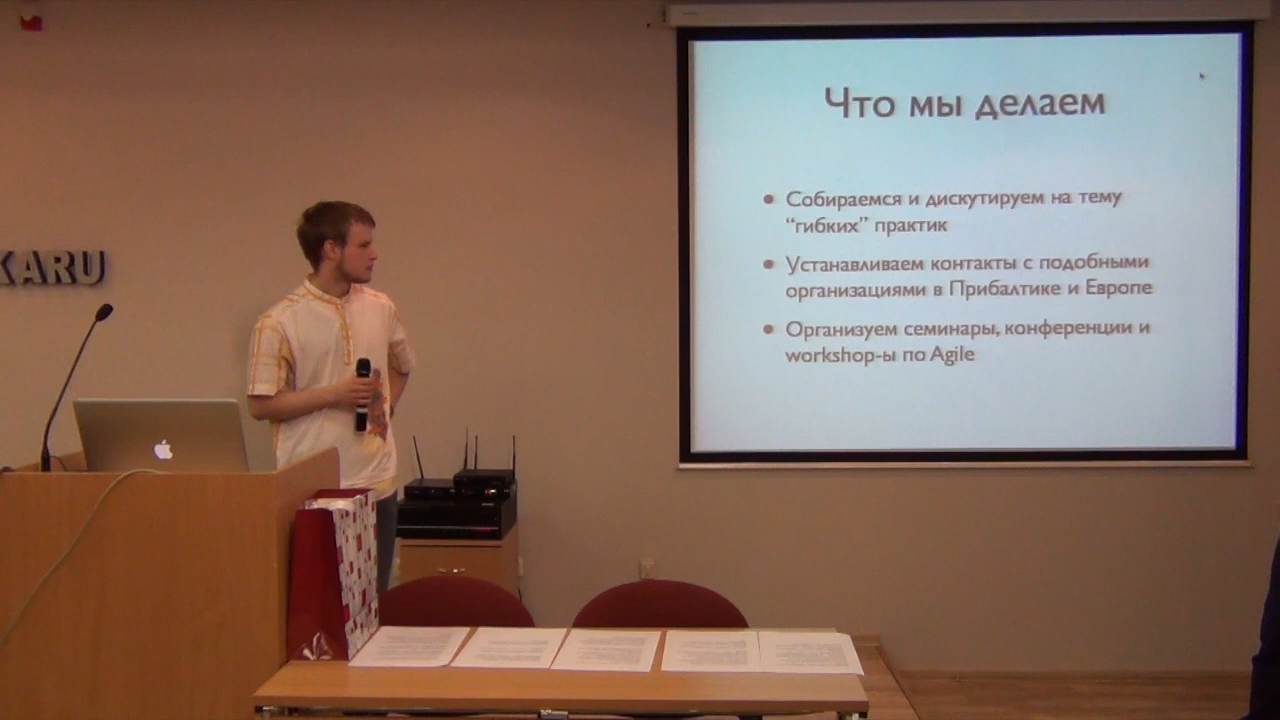 KARU
Что мы делаем
• Собираемся и дискутируем на тему
“гибких” практик
• Устанавливаем контакты с подобными
организациями в Прибалтике и Европе
• Организуем семинары, конференции и
workshop-ы по Agile